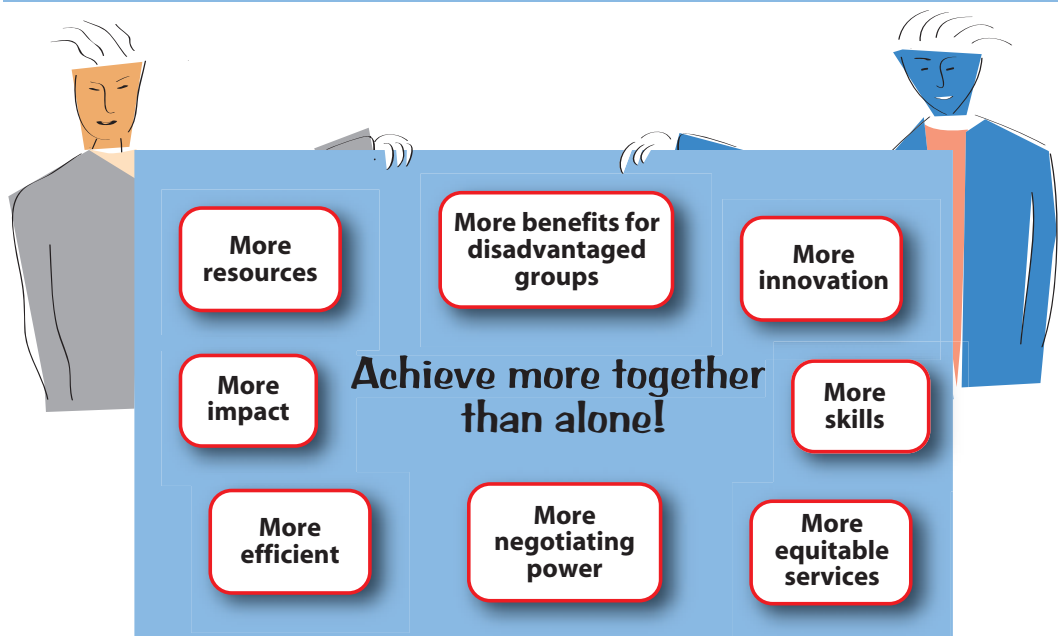 More
resources
More benefits for
disadvantaged
groups
More
innovation
More
impact
Achieve more together
than alone!
More
skills
More
efficient
More
negotiating
power
More
equitable
services